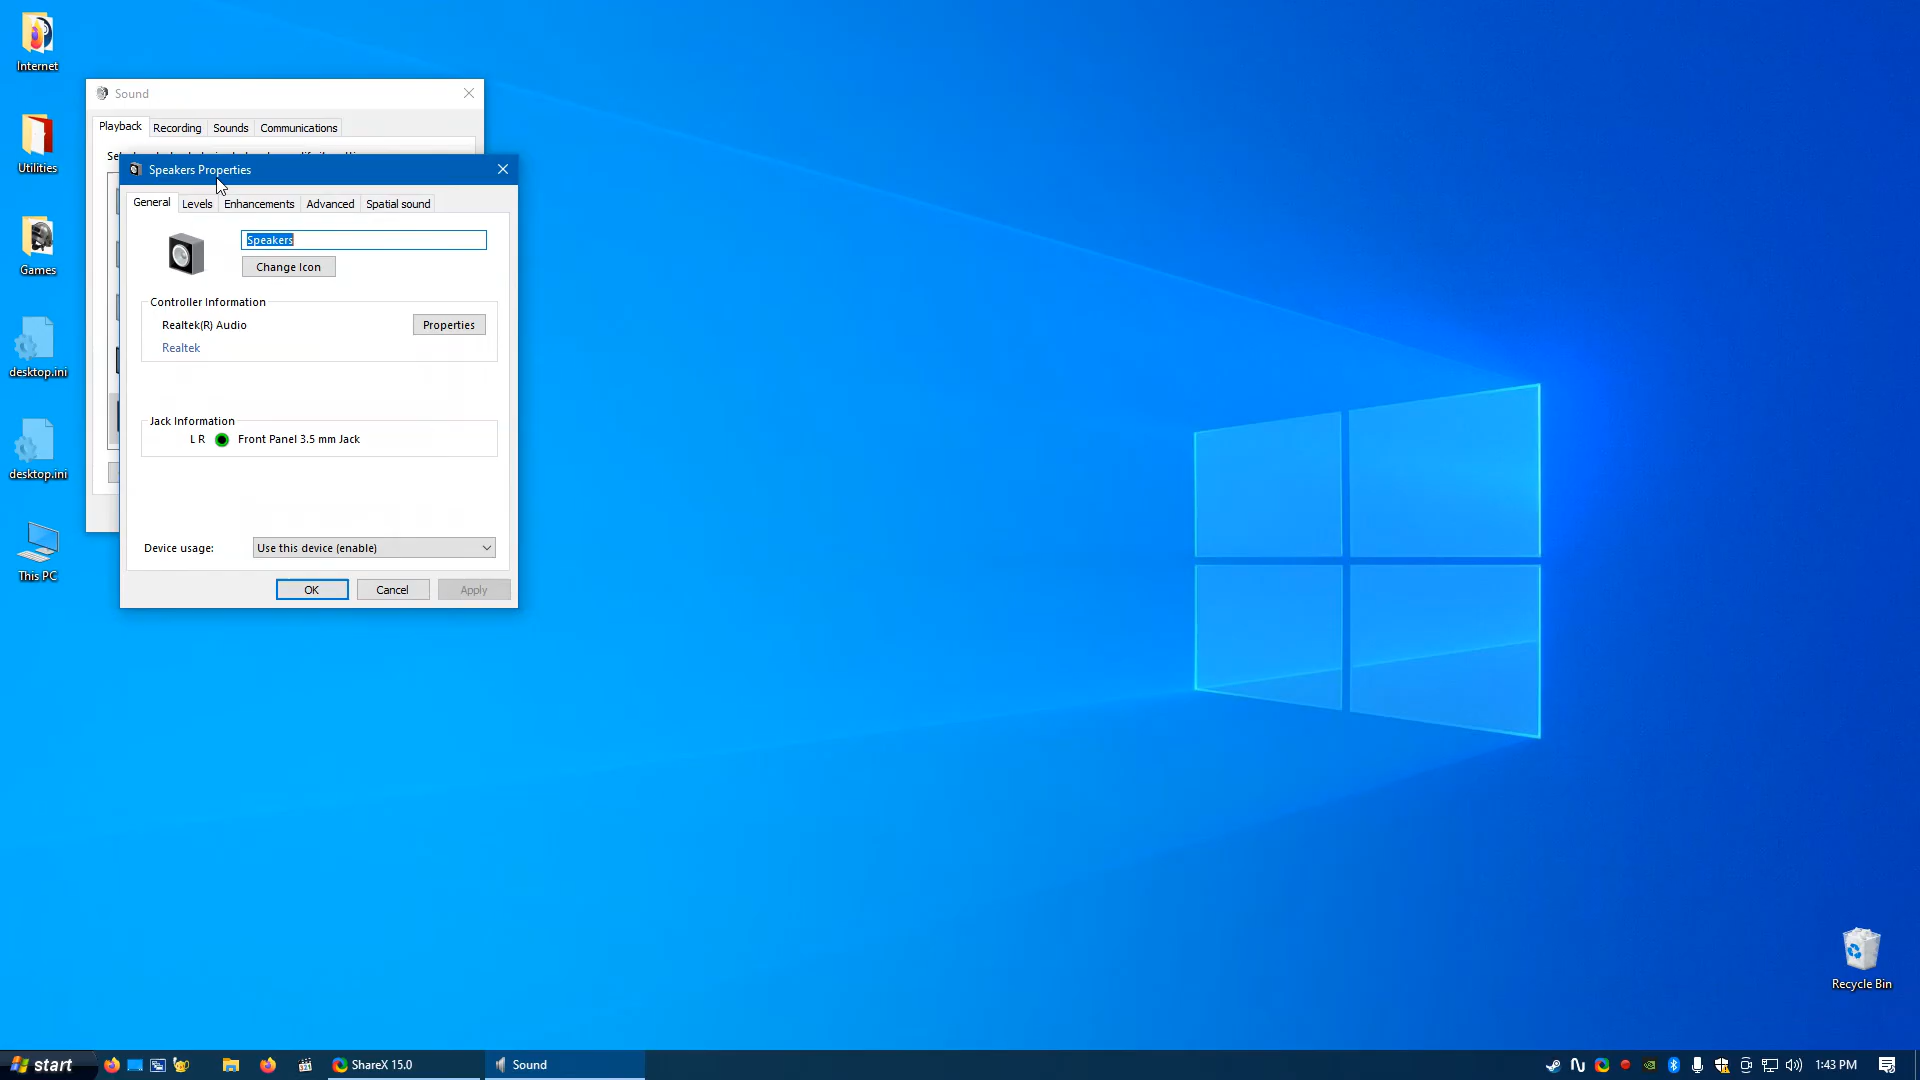 Internet
Utilities
Games
desktop.ini
desktop.ini
This PC
Sound
Playback Recording Sounds Communications
Speakers Properties
General Levels Enhancements Advanced Spatial sound
Speakers
Change Icon
Controller Information
Realtek(R) Audio
Properties
Realtek
Jack Information
L R Front Panel 3.5 mm Jack
Device usage:
Use this device (enable)
OK Cancel Apply
Recycle Bin
start
ShareX 15.0
Sound
1:43 PM